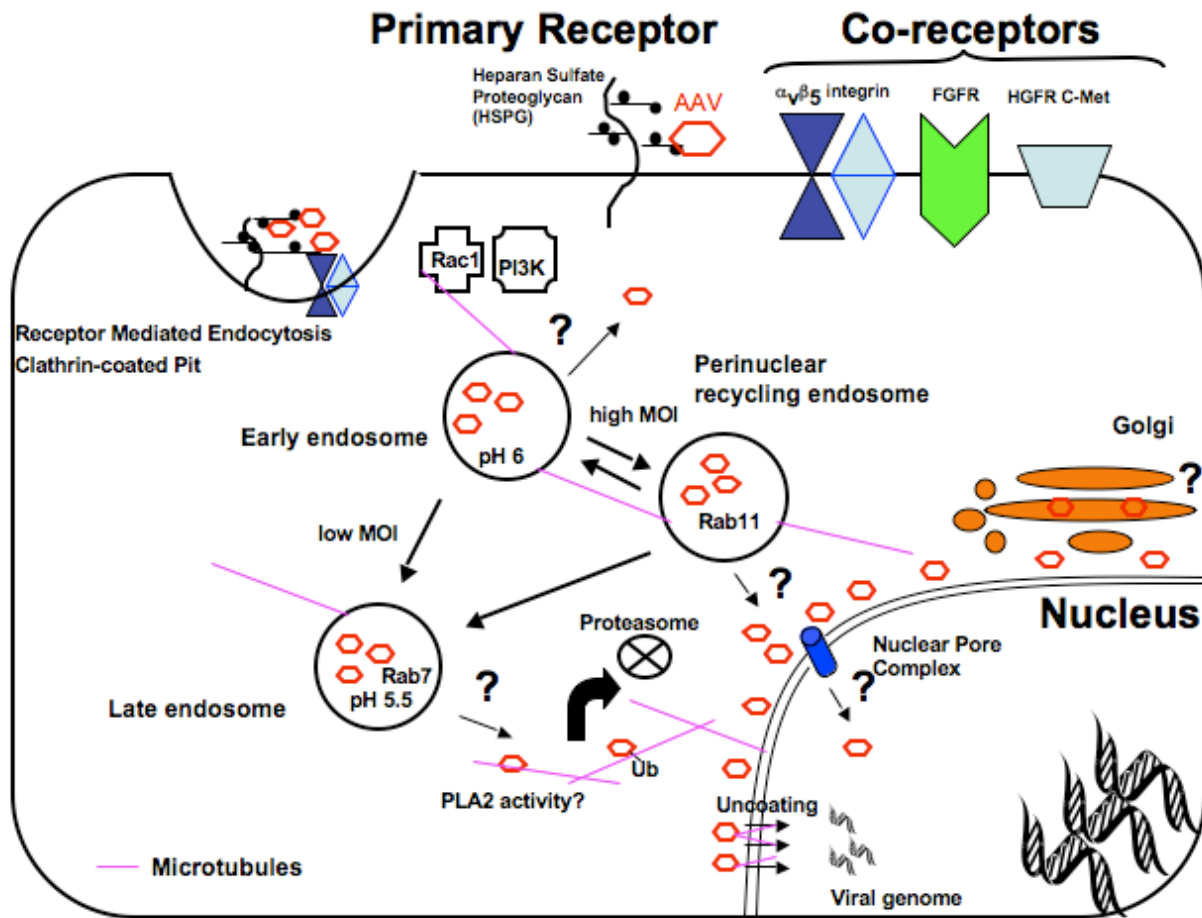 Primary Receptor
Co-receptors
Heparan Sulfate
Proteoglycan
(HSPG)
AAV
αvβ5 integrin
FGFR
HGFR C-Met
Rac1
PI3K
Receptor Mediated Endocytosis
Clathrin-coated Pit
?
Perinuclear
recycling endosome
high MOI
Early endosome
pH 6
Golgi
?
Rab11
low MOI
?
Nucleus
Proteasome
Nuclear Pore
Complex
?
Rab7
pH 5.5
?
Late endosome
Ub
PLA2 activity?
Uncoating
Microtubules
Viral genome